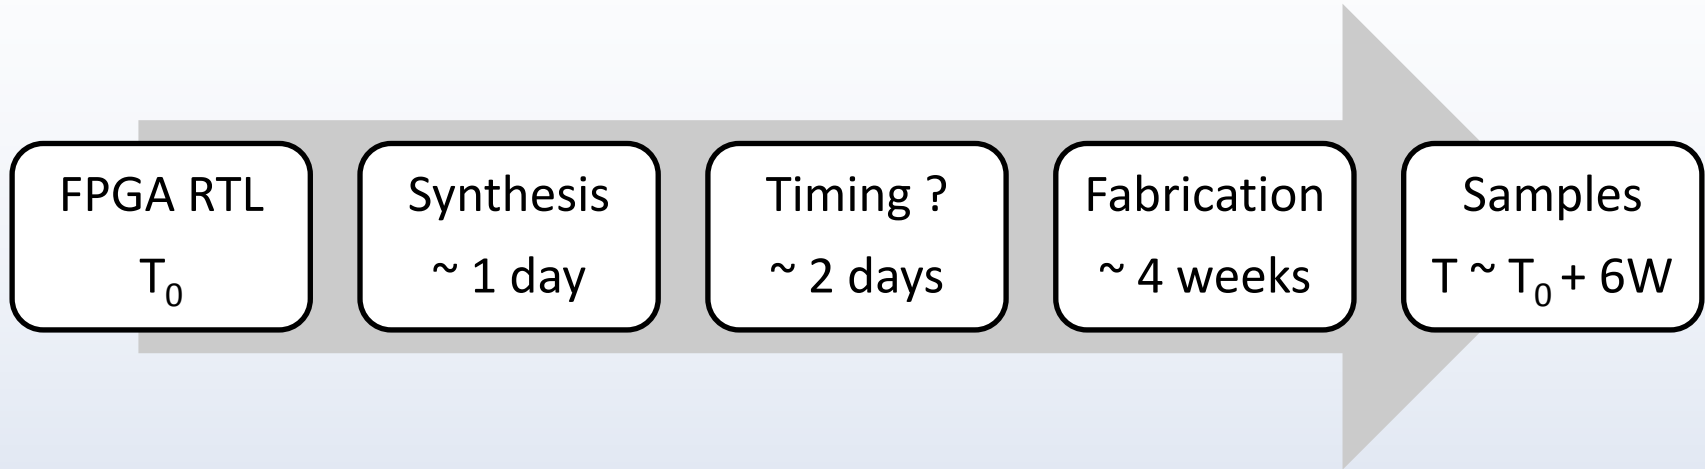 FPGA RTL
T₀
Synthesis
~ 1 day
Timing ?
~ 2 days
Fabrication
~ 4 weeks
Samples
T ~ T₀ + 6W